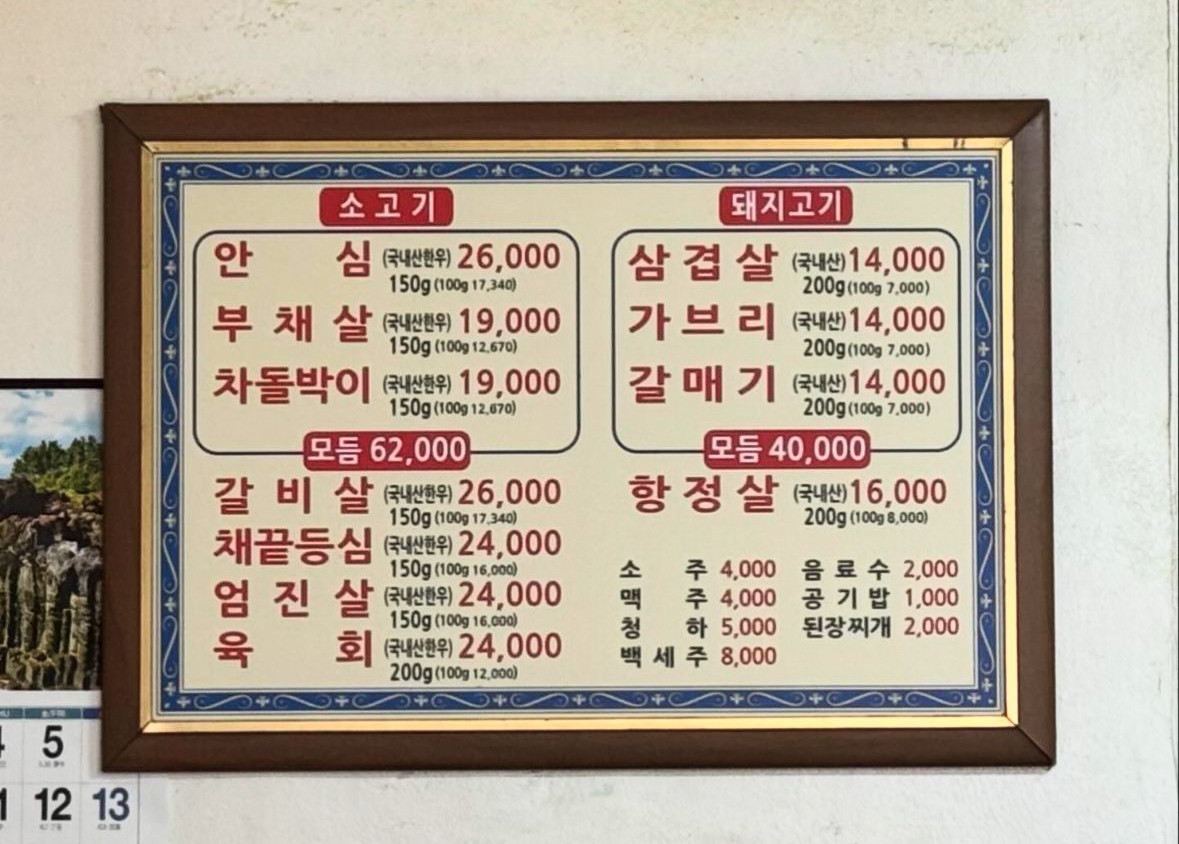 소고기
안심 (국내산한우) 26,000
150g (100g 17,340)
부채살 (국내산한우) 19,000
150g (100g 12,670)
차돌박이 (국내산한우) 19,000
150g (100g 12,670)
모듬 62,000
갈비살 (국내산한우) 26,000
150g (100g 17,340)
채끝등심 (국내산한우) 24,000
150g (100g 16,000)
엄진살 (국내산한우) 24,000
150g (100g 16,000)
육회 (국내산한우) 24,000
200g (100g 12,000)
돼지고기
삼겹살 (국내산) 14,000
200g (100g 7,000)
가브리 (국내산) 14,000
200g (100g 7,000)
갈매기 (국내산) 14,000
200g (100g 7,000)
모듬 40,000
항정살 (국내산) 16,000
200g (100g 8,000)
소주 4,000 음료수 2,000
맥주 4,000 공기밥 1,000
청하 5,000 된장찌개 2,000
백세주 8,000
5
12 13